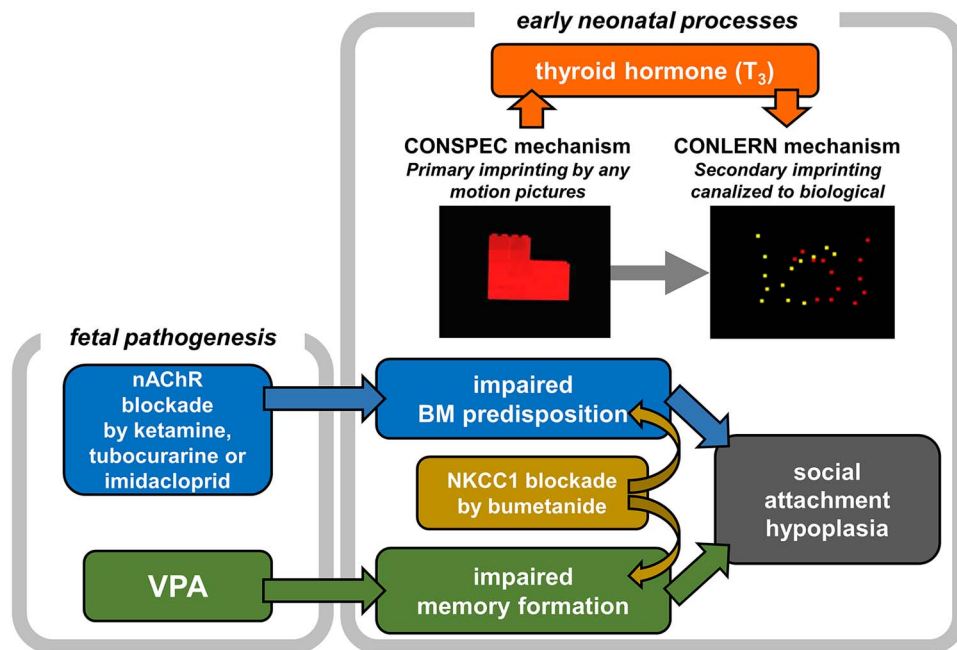 early neonatal processes
thyroid hormone (T₃)
CONSPEC mechanism
Primary imprinting by any
motion pictures
CONLERN mechanism
Secondary imprinting
canalized to biological
fetal pathogenesis
nAChR
blockade
by ketamine,
tubocurarine or
imidacloprid
impaired
BM predisposition
NKCC1 blockade
by bumetanide
social
attachment
hypoplasia
VPA
impaired
memory formation